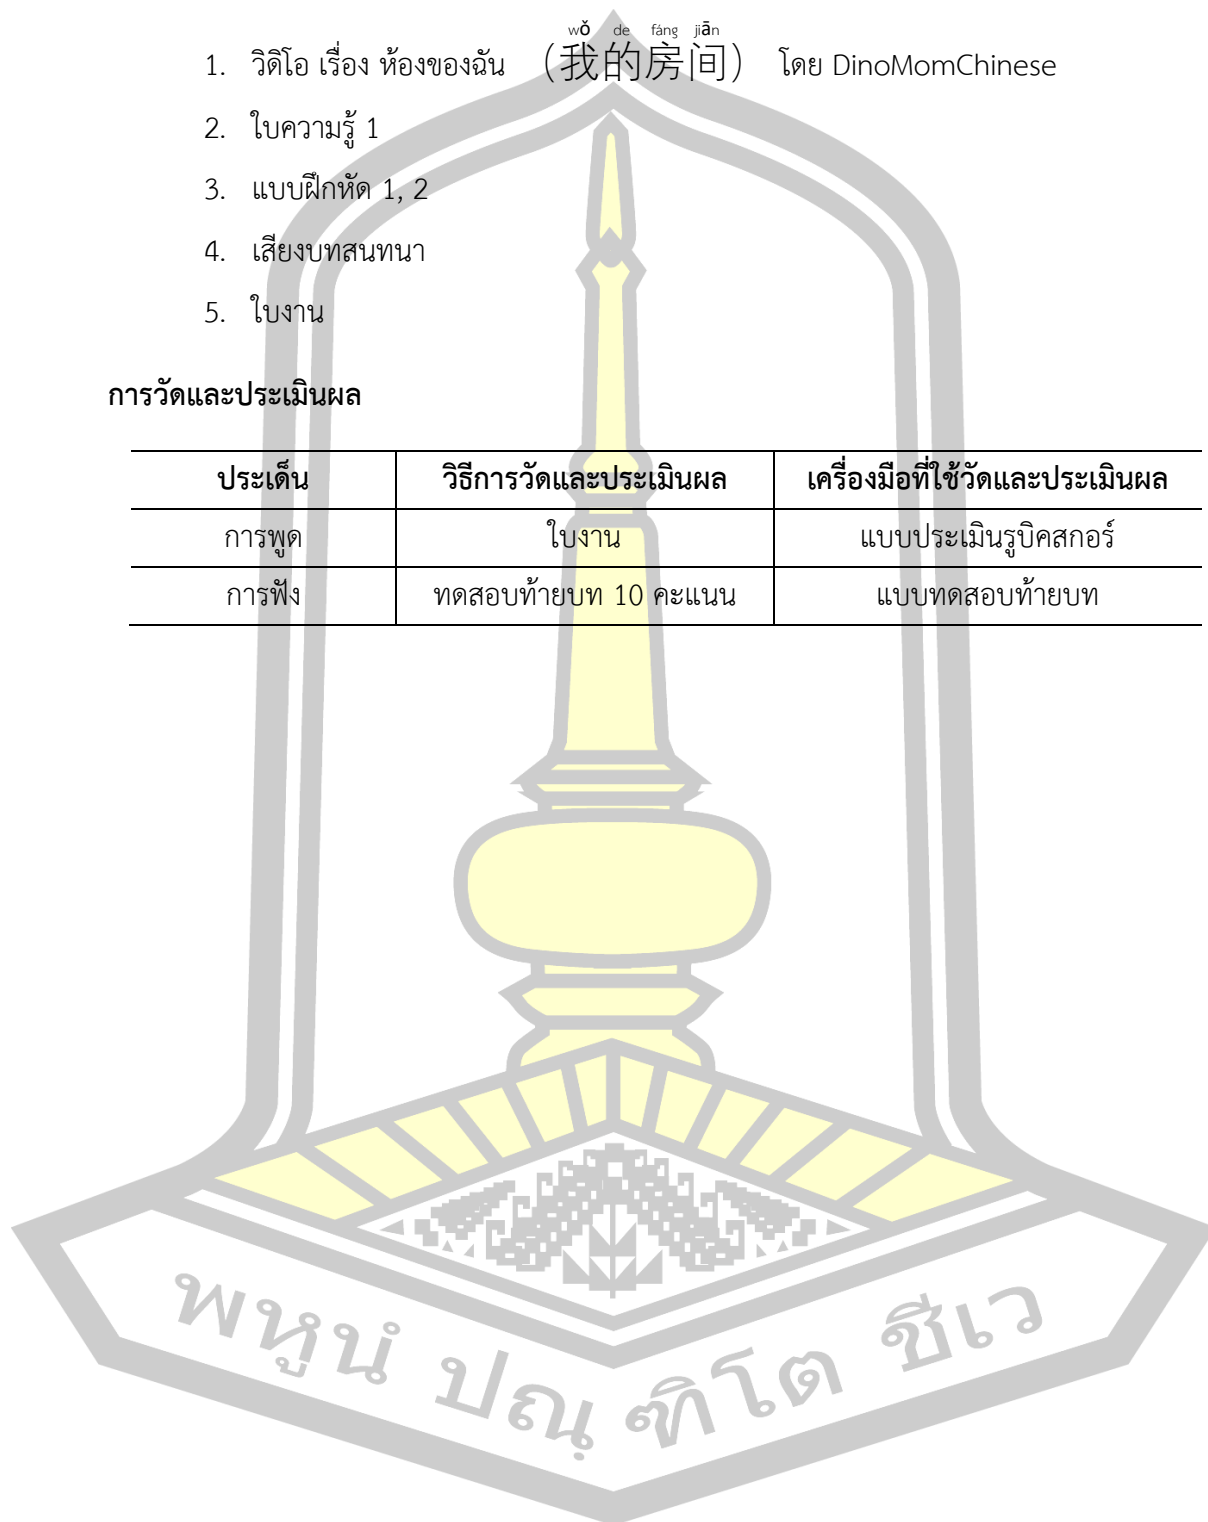 wǒ de fáng jiān
1. วิดิโอ เรื่อง ห้องของฉัน （我的房间） โดย DinoMomChinese
2. ใบความรู้ 1
3. แบบฝึกหัด 1, 2
4. เสียงบทสนทนา
5. ใบงาน
การวัดและประเมินผล
ประเด็น วิธีการวัดและประเมินผล เครื่องมือที่ใช้วัดและประเมินผล
การพูด ใบงาน แบบประเมินรูบิคสกอร์
การฟัง ทดสอบท้ายบท 10 คะแนน แบบทดสอบท้ายบท
พหูนํ ปณฺฑิโต ชีเว